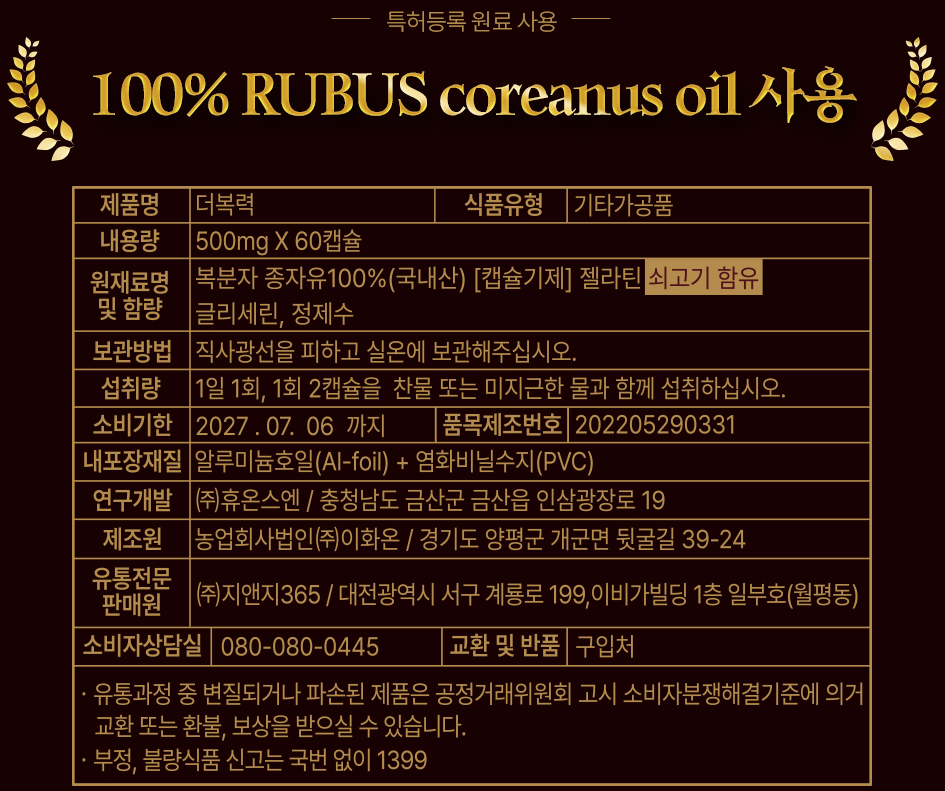 특허등록 원료 사용
100% RUBUS coreanus oil 사용
제품명 더복력 식품유형 기타가공품
내용량 500mg X 60캡슐
원재료명 및 함량 복분자 종자유100%(국내산) [캡슐기제] 젤라틴 쇠고기 함유
글리세린, 정제수
보관방법 직사광선을 피하고 실온에 보관해주십시오.
섭취량 1일 1회, 1회 2캡슐을 찬물 또는 미지근한 물과 함께 섭취하십시오.
소비기한 2027 . 07. 06 까지 품목제조번호 202205290331
내포장재질 알루미늄호일(Al-foil) + 염화비닐수지(PVC)
연구개발 ㈜휴온스엔 / 충청남도 금산군 금산읍 인삼광장로 19
제조원 농업회사법인㈜이화온 / 경기도 양평군 개군면 뒷굴길 39-24
유통전문 판매원 ㈜지앤지365 / 대전광역시 서구 계룡로 199,이비가빌딩 1층 일부호(월평동)
소비자상담실 080-080-0445 교환 및 반품 구입처
· 유통과정 중 변질되거나 파손된 제품은 공정거래위원회 고시 소비자분쟁해결기준에 의거
교환 또는 환불, 보상을 받으실 수 있습니다.
· 부정, 불량식품 신고는 국번 없이 1399